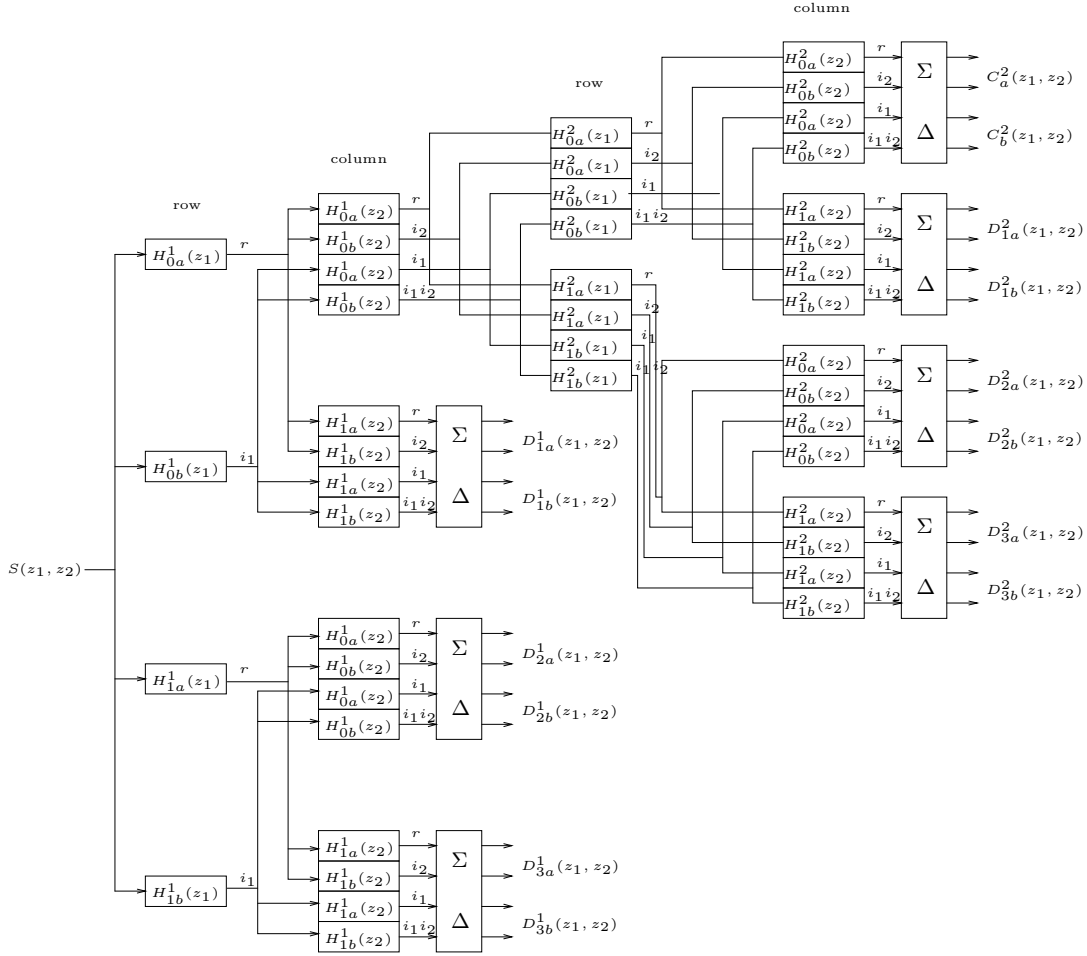 column
H^2_{0a}(z_2) r
H^2_{0b}(z_2) i_2
H^2_{0a}(z_2) i_1
H^2_{0b}(z_2) i_1 i_2
Σ
Δ
C^2_a(z_1, z_2)
C^2_b(z_1, z_2)
row
H^2_{0a}(z_1) r
H^2_{0a}(z_1) i_2
H^2_{0b}(z_1) i_1
H^2_{0b}(z_1) i_1 i_2
column
H^1_{0a}(z_2) r
H^1_{0b}(z_2) i_2
H^1_{0a}(z_2) i_1
H^1_{0b}(z_2) i_1 i_2
row
H^1_{0a}(z_1) r
H^2_{1a}(z_2) r
H^2_{1b}(z_2) i_2
H^2_{1a}(z_2) i_1
H^2_{1b}(z_2) i_1 i_2
Σ
Δ
D^2_{1a}(z_1, z_2)
D^2_{1b}(z_1, z_2)
H^2_{1a}(z_1) r
H^2_{1a}(z_1) i_2
H^2_{1b}(z_1) i_1
H^2_{1b}(z_1) i_1 i_2
H^2_{0a}(z_2) r
H^2_{0b}(z_2) i_2
H^2_{0a}(z_2) i_1
H^2_{0b}(z_2) i_1 i_2
Σ
Δ
D^2_{2a}(z_1, z_2)
D^2_{2b}(z_1, z_2)
H^1_{0b}(z_1) i_1
H^1_{1a}(z_2) r
H^1_{1b}(z_2) i_2
H^1_{1a}(z_2) i_1
H^1_{1b}(z_2) i_1 i_2
Σ
Δ
D^1_{1a}(z_1, z_2)
D^1_{1b}(z_1, z_2)
H^2_{1a}(z_2) r
H^2_{1b}(z_2) i_2
H^2_{1a}(z_2) i_1
H^2_{1b}(z_2) i_1 i_2
Σ
Δ
D^2_{3a}(z_1, z_2)
D^2_{3b}(z_1, z_2)
S(z_1, z_2)
H^1_{1a}(z_1) r
H^1_{0a}(z_2) r
H^1_{0b}(z_2) i_2
H^1_{0a}(z_2) i_1
H^1_{0b}(z_2) i_1 i_2
Σ
Δ
D^1_{2a}(z_1, z_2)
D^1_{2b}(z_1, z_2)
H^1_{1b}(z_1) i_1
H^1_{1a}(z_2) r
H^1_{1b}(z_2) i_2
H^1_{1a}(z_2) i_1
H^1_{1b}(z_2) i_1 i_2
Σ
Δ
D^1_{3a}(z_1, z_2)
D^1_{3b}(z_1, z_2)